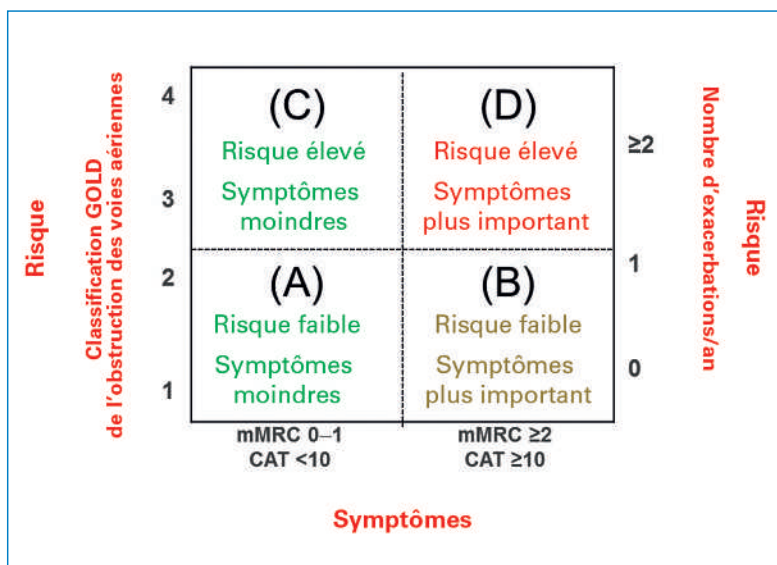 Risque
Classification GOLD
de l'obstruction des voies aériennes
4
3
2
1
(C)
Risque élevé
Symptômes
moindres
(D)
Risque élevé
Symptômes
plus important
(A)
Risque faible
Symptômes
moindres
(B)
Risque faible
Symptômes
plus important
≥2
1
0
Nombre d'exacerbations/an
Risque
mMRC 0–1
CAT <10
mMRC ≥2
CAT ≥10
Symptômes